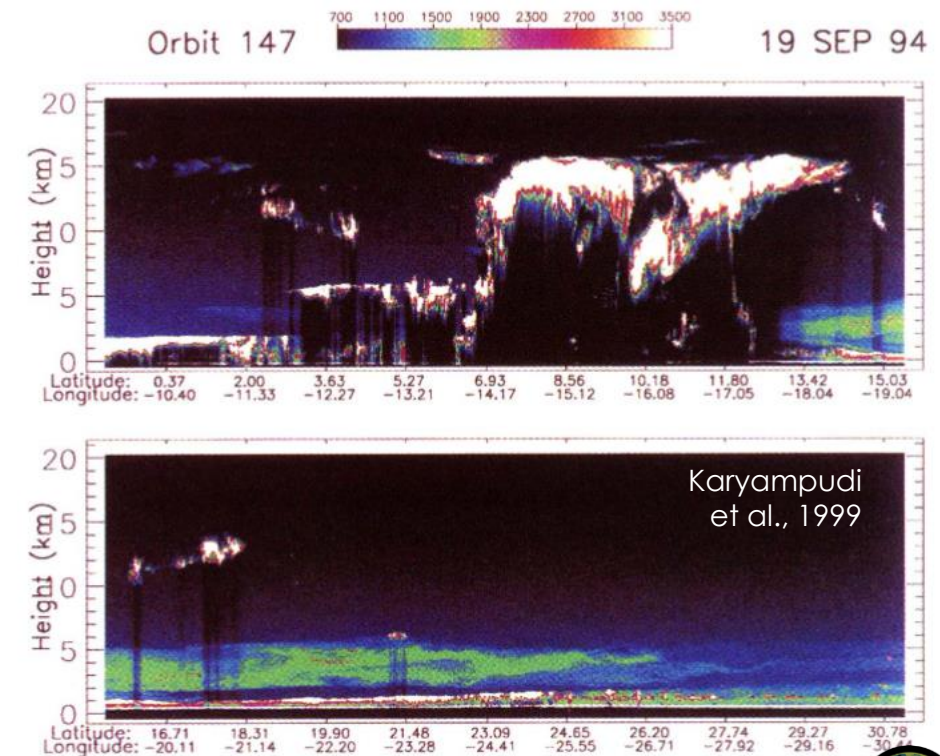 700 1100 1500 1900 2300 2700 3100 3500
Orbit 147
19 SEP 94
20
15
10
5
0
Height (km)
Latitude: 0.37 2.00 3.63 5.27 6.93 8.56 10.18 11.80 13.42 15.03
Longitude: -10.40 -11.33 -12.27 -13.21 -14.17 -15.12 -16.08 -17.05 -18.04 -19.04
Karyampudi
et al., 1999
20
15
10
5
0
Height (km)
Latitude: 16.71 18.31 19.90 21.48 23.09 24.65 26.20 27.74 29.27 30.78
Longitude: -20.11 -21.14 -22.20 -23.28 -24.41 -25.55 -26.71 -27.92 -29.16